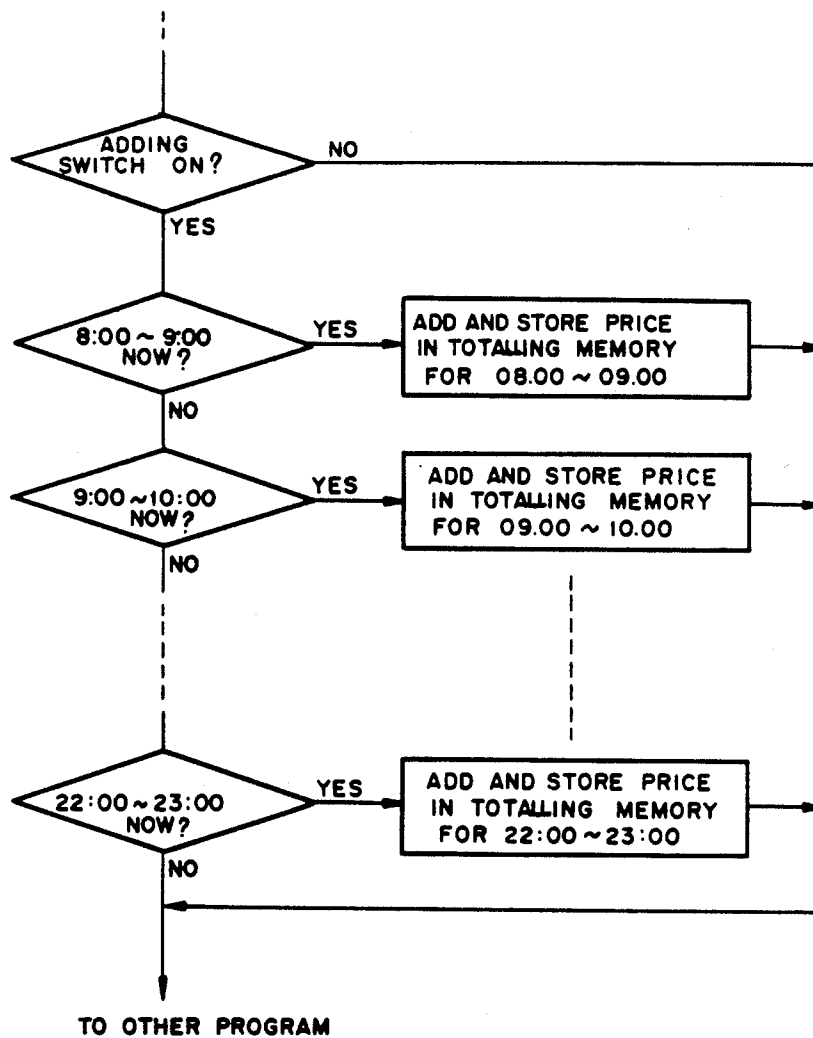 ADDING
SWITCH ON?
NO
YES
8:00 ~ 9:00
NOW?
YES
ADD AND STORE PRICE
IN TOTALLING MEMORY
FOR 08.00 ~ 09.00
NO
9:00 ~ 10:00
NOW?
YES
ADD AND STORE PRICE
IN TOTALLING MEMORY
FOR 09.00 ~ 10.00
NO
22:00 ~ 23:00
NOW?
YES
ADD AND STORE PRICE
IN TOTALLING MEMORY
FOR 22:00 ~ 23:00
NO
TO OTHER PROGRAM